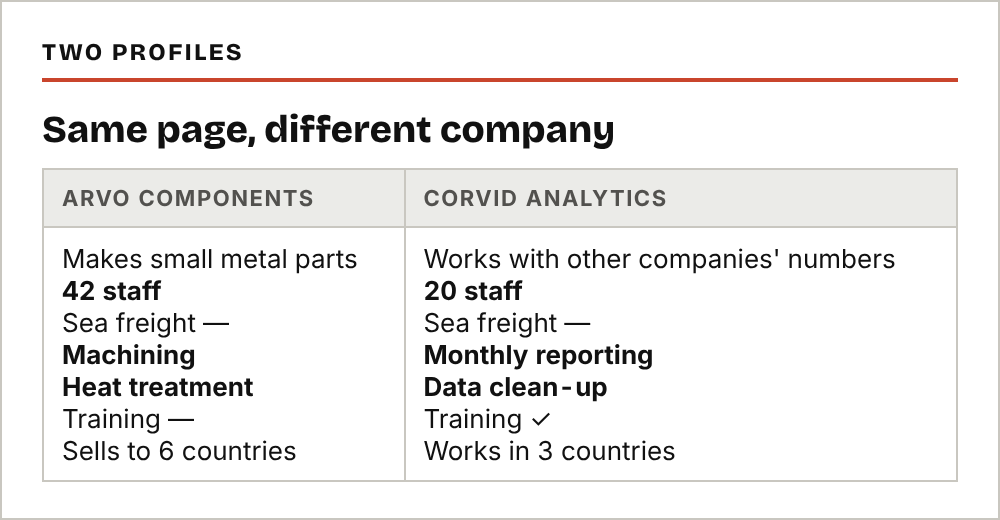 TWO PROFILES
Same page, different company
ARVO COMPONENTS
Makes small metal parts
42 staff
Sea freight —
Machining
Heat treatment
Training —
Sells to 6 countries
CORVID ANALYTICS
Works with other companies' numbers
20 staff
Sea freight —
Monthly reporting
Data clean-up
Training ✓
Works in 3 countries